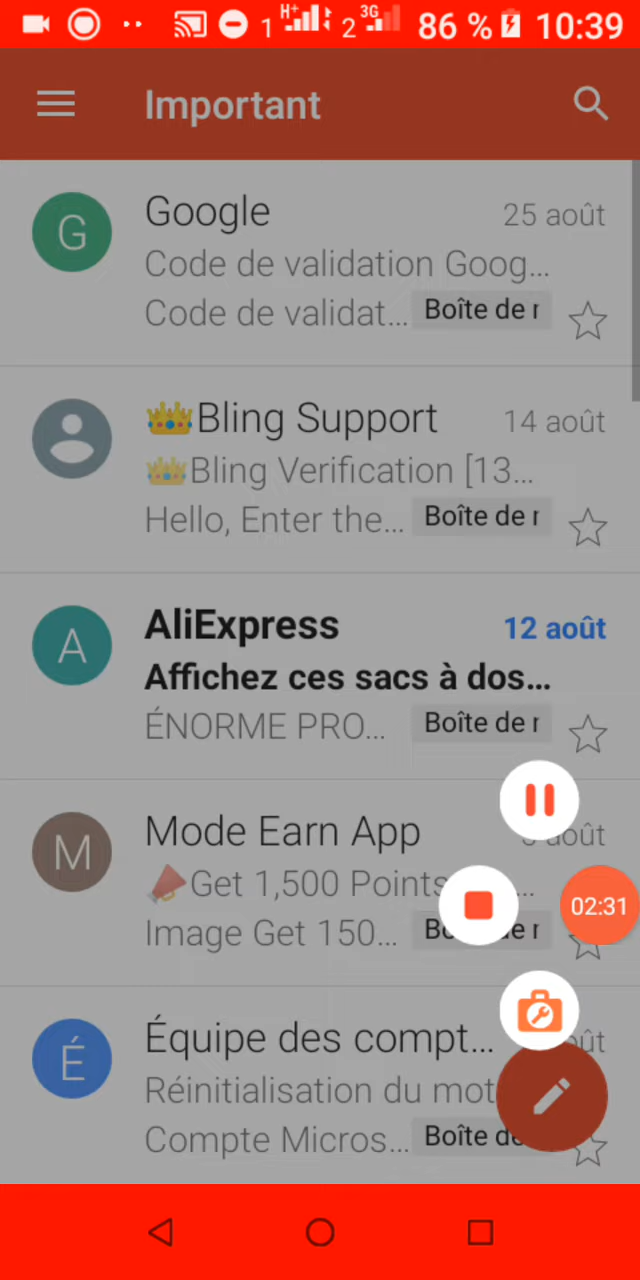 1 H+ 2 3G 86 % 10:39
Important
G
Google 25 août
Code de validation Goog...
Code de validat... Boîte de r
Bling Support 14 août
Bling Verification [13...
Hello, Enter the... Boîte de r
A
AliExpress 12 août
Affichez ces sacs à dos...
ÉNORME PRO... Boîte de r
M
Mode Earn App août
Get 1,500 Points ...
02:31
Image Get 150...
É
Équipe des compt...
Réinitialisation du mot
Compte Micros... Boîte de